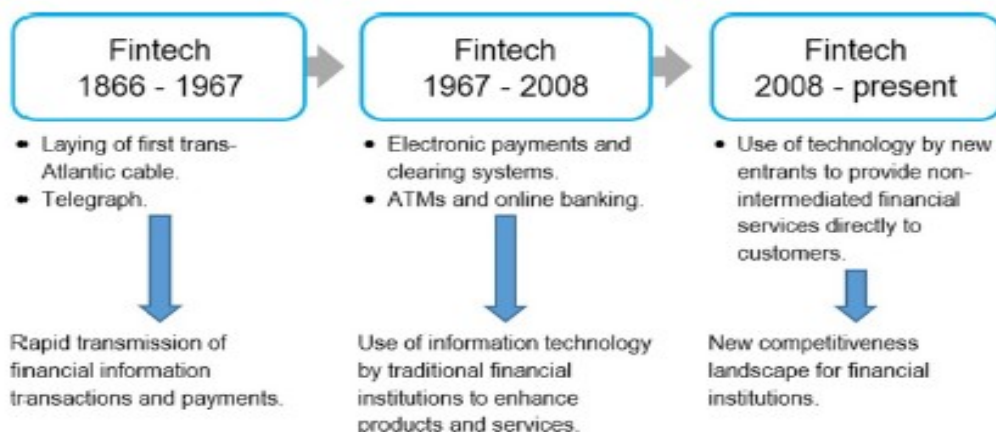 Fintech
1866 - 1967
Fintech
1967 - 2008
Fintech
2008 - present
• Laying of first trans-
Atlantic cable.
• Telegraph.
• Electronic payments and
clearing systems.
• ATMs and online banking.
• Use of technology by new
entrants to provide non-
intermediated financial
services directly to
customers.
Rapid transmission of
financial information
transactions and payments.
Use of information technology
by traditional financial
institutions to enhance
products and services.
New competitiveness
landscape for financial
institutions.